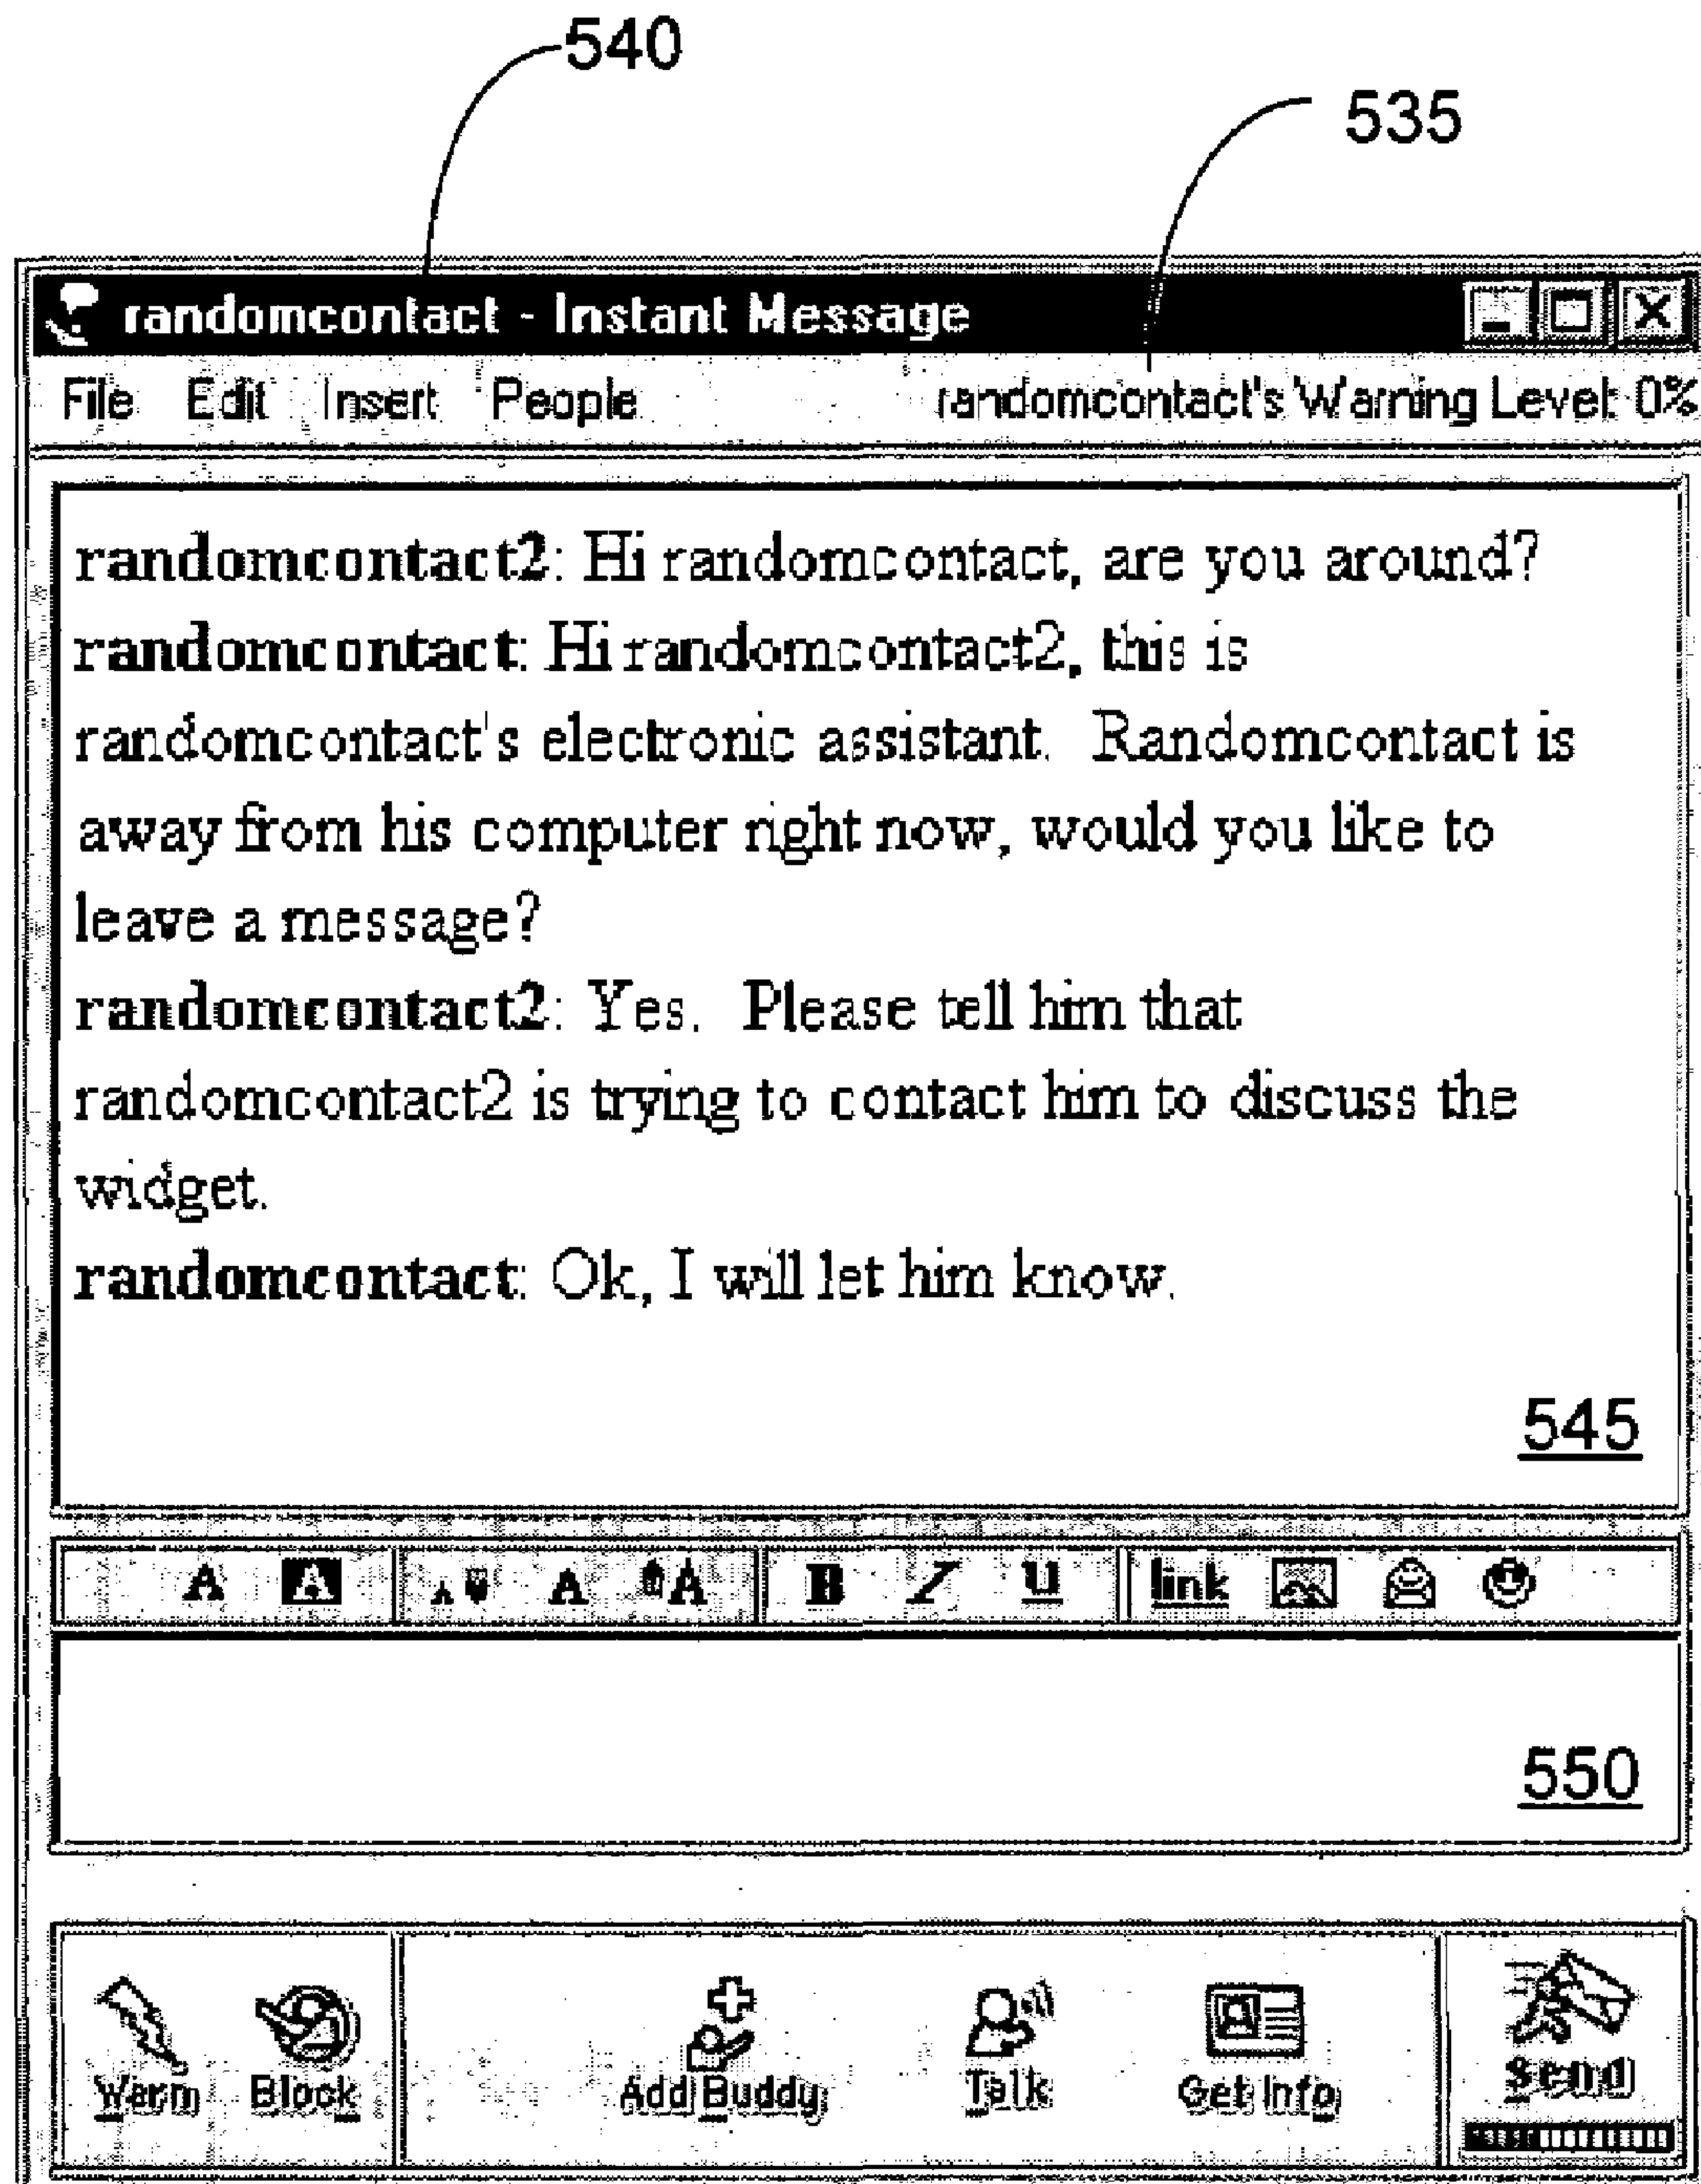 540
535
randomcontact - Instant Message
File Edit Insert People randomcontact's Warning Level: 0%
randomcontact2: Hi randomcontact, are you around?
randomcontact: Hi randomcontact2, this is
randomcontact's electronic assistant. Randomcontact is
away from his computer right now, would you like to
leave a message?
randomcontact2: Yes. Please tell him that
randomcontact2 is trying to contact him to discuss the
widget.
randomcontact: Ok, I will let him know.
545
A A A A A B I U link
550
Warn Block Add Buddy Talk Get Info Send